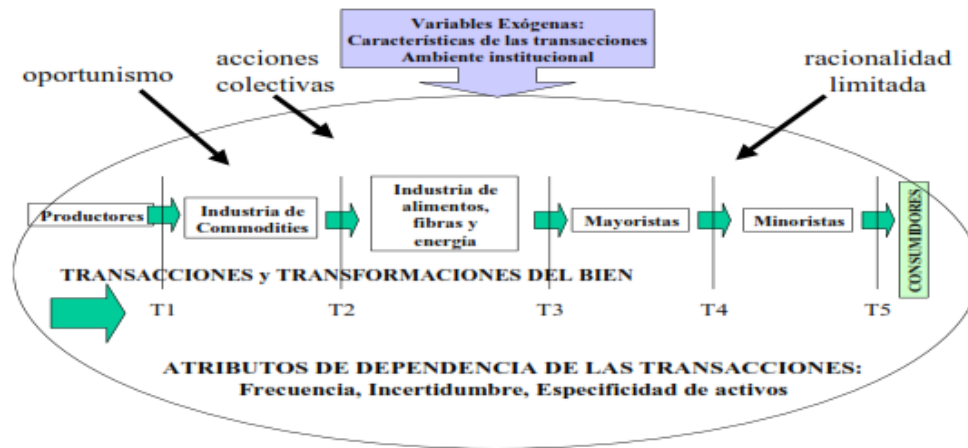 Variables Exógenas:
Características de las transacciones
Ambiente institucional
oportunismo
acciones
colectivas
racionalidad
limitada
Productores
Industria de
Commodities
Industria de
alimentos,
fibras y
energía
Mayoristas
Minoristas
CONSUMIDORES
TRANSACCIONES y TRANSFORMACIONES DEL BIEN
T1
T2
T3
T4
T5
ATRIBUTOS DE DEPENDENCIA DE LAS TRANSACCIONES:
Frecuencia, Incertidumbre, Especificidad de activos